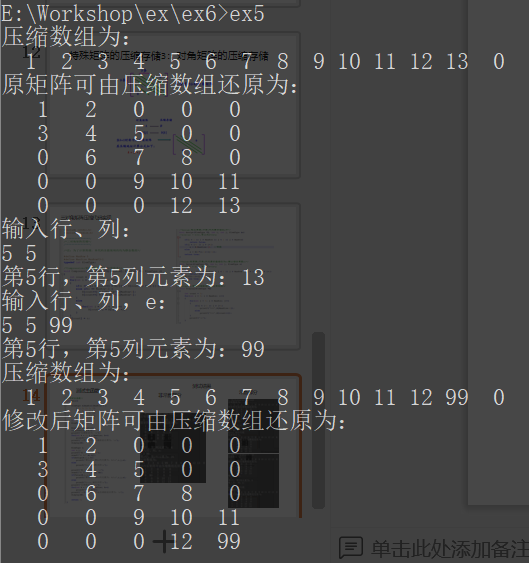 E:\Workshop\ex\ex6>ex5
压缩数组为:
1 2 3 4 5 6 7 8 9 10 11 12 13 0
原矩阵可由压缩数组还原为:
1 2 0 0 0
3 4 5 0 0
0 6 7 8 0
0 0 9 10 11
0 0 0 12 13
输入行、列:
5 5
第5行, 第5列元素为: 13
输入行、列, e:
5 5 99
第5行, 第5列元素为: 99
压缩数组为:
1 2 3 4 5 6 7 8 9 10 11 12 99 0
修改后矩阵可由压缩数组还原为:
1 2 0 0 0
3 4 5 0 0
0 6 7 8 0
0 0 9 10 11
0 0 0 12 99
12
13
14
单击此处添加备注